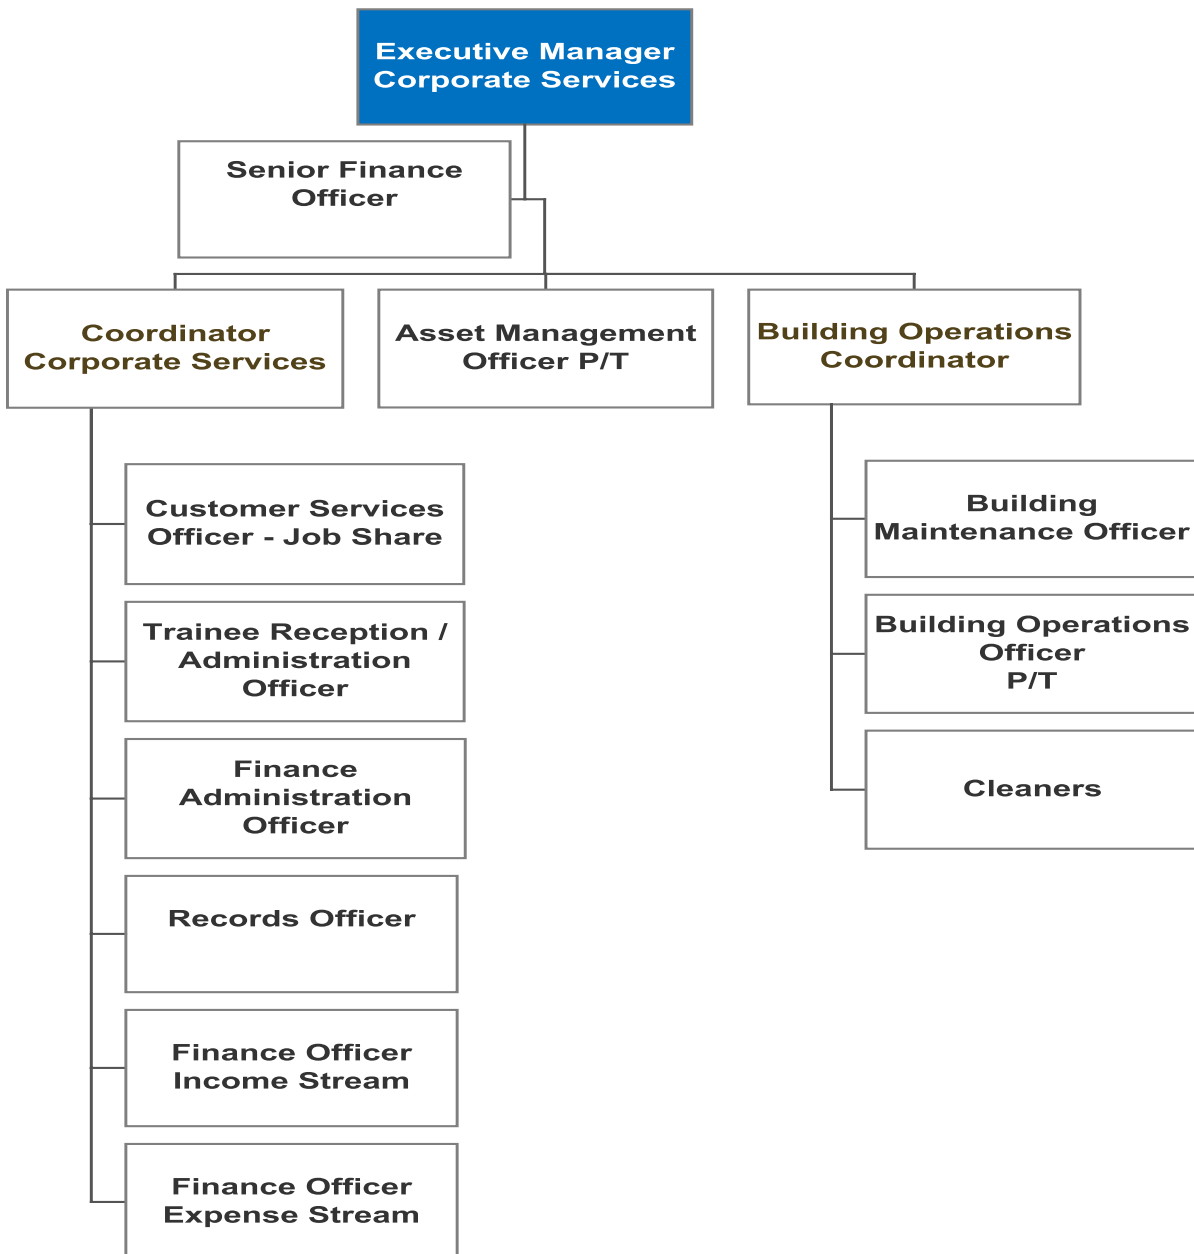 Executive Manager
Corporate Services
Senior Finance
Officer
Coordinator
Corporate Services
Asset Management
Officer P/T
Building Operations
Coordinator
Customer Services
Officer - Job Share
Trainee Reception /
Administration
Officer
Finance
Administration
Officer
Records Officer
Finance Officer
Income Stream
Finance Officer
Expense Stream
Building
Maintenance Officer
Building Operations
Officer
P/T
Cleaners